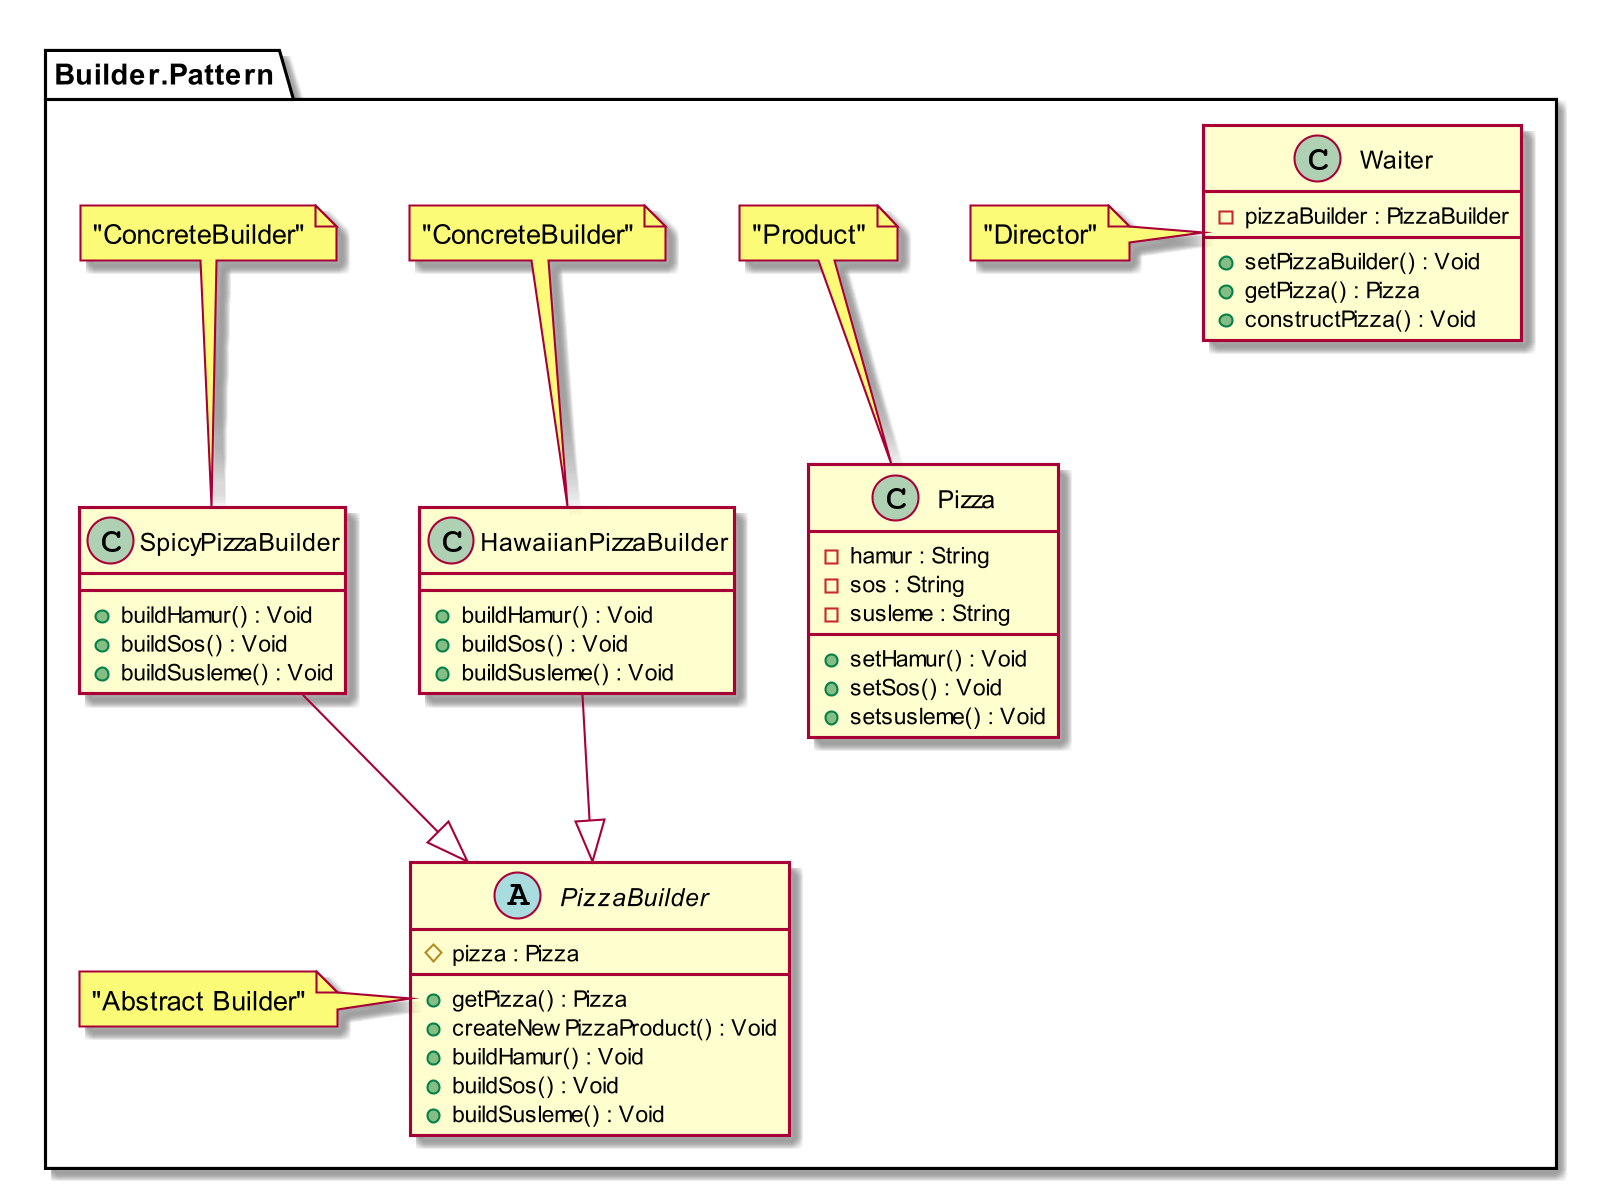 Builder.Pattern
"ConcreteBuilder"
"ConcreteBuilder"
"Product"
"Director"
C Waiter
pizzaBuilder : PizzaBuilder
setPizzaBuilder() : Void
getPizza() : Pizza
constructPizza() : Void
C SpicyPizzaBuilder
buildHamur() : Void
buildSos() : Void
buildSusleme() : Void
C HawaiianPizzaBuilder
buildHamur() : Void
buildSos() : Void
buildSusleme() : Void
C Pizza
hamur : String
sos : String
susleme : String
setHamur() : Void
setSos() : Void
setsusleme() : Void
"Abstract Builder"
A PizzaBuilder
pizza : Pizza
getPizza() : Pizza
createNewPizzaProduct() : Void
buildHamur() : Void
buildSos() : Void
buildSusleme() : Void